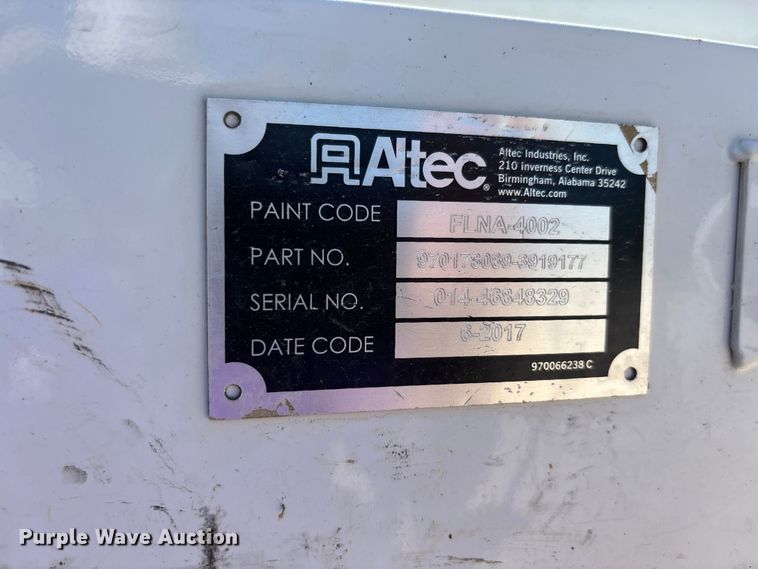 Altec®
Altec Industries, Inc.
210 Inverness Center Drive
Birmingham, Alabama 35242
www.Altec.com
PAINT CODE FLNA-4002
PART NO. 970178089-3919177
SERIAL NO. 014-46848329
DATE CODE 6-2017
970066238 C
Purple Wave Auction